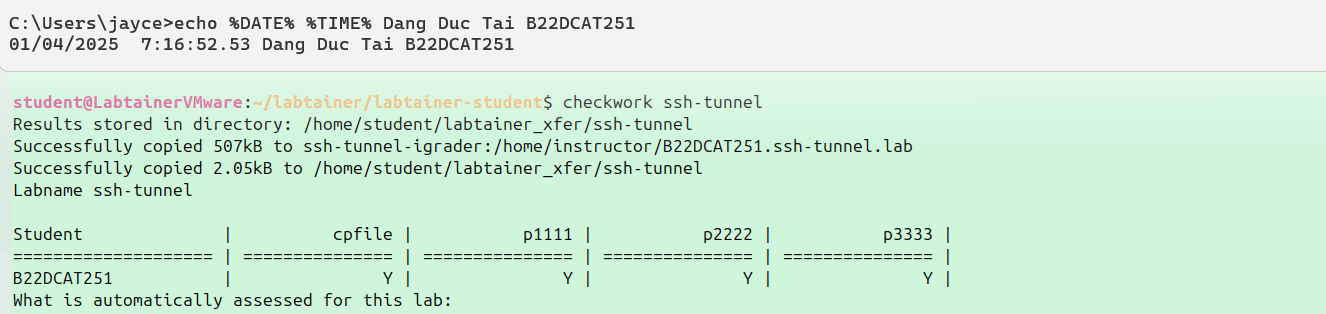 C:\Users\jayce>echo %DATE% %TIME% Dang Duc Tai B22DCAT251
01/04/2025  7:16:52.53 Dang Duc Tai B22DCAT251
student@LabtainerVMware:~/labtainer/labtainer-student$ checkwork ssh-tunnel
Results stored in directory: /home/student/labtainer_xfer/ssh-tunnel
Successfully copied 507kB to ssh-tunnel-igrader:/home/instructor/B22DCAT251.ssh-tunnel.lab
Successfully copied 2.05kB to /home/student/labtainer_xfer/ssh-tunnel
Labname ssh-tunnel
Student              |          cpfile |           p1111 |           p2222 |           p3333 |
==================== | =============== | =============== | =============== | =============== |
B22DCAT251           |               Y |               Y |               Y |               Y |
What is automatically assessed for this lab: